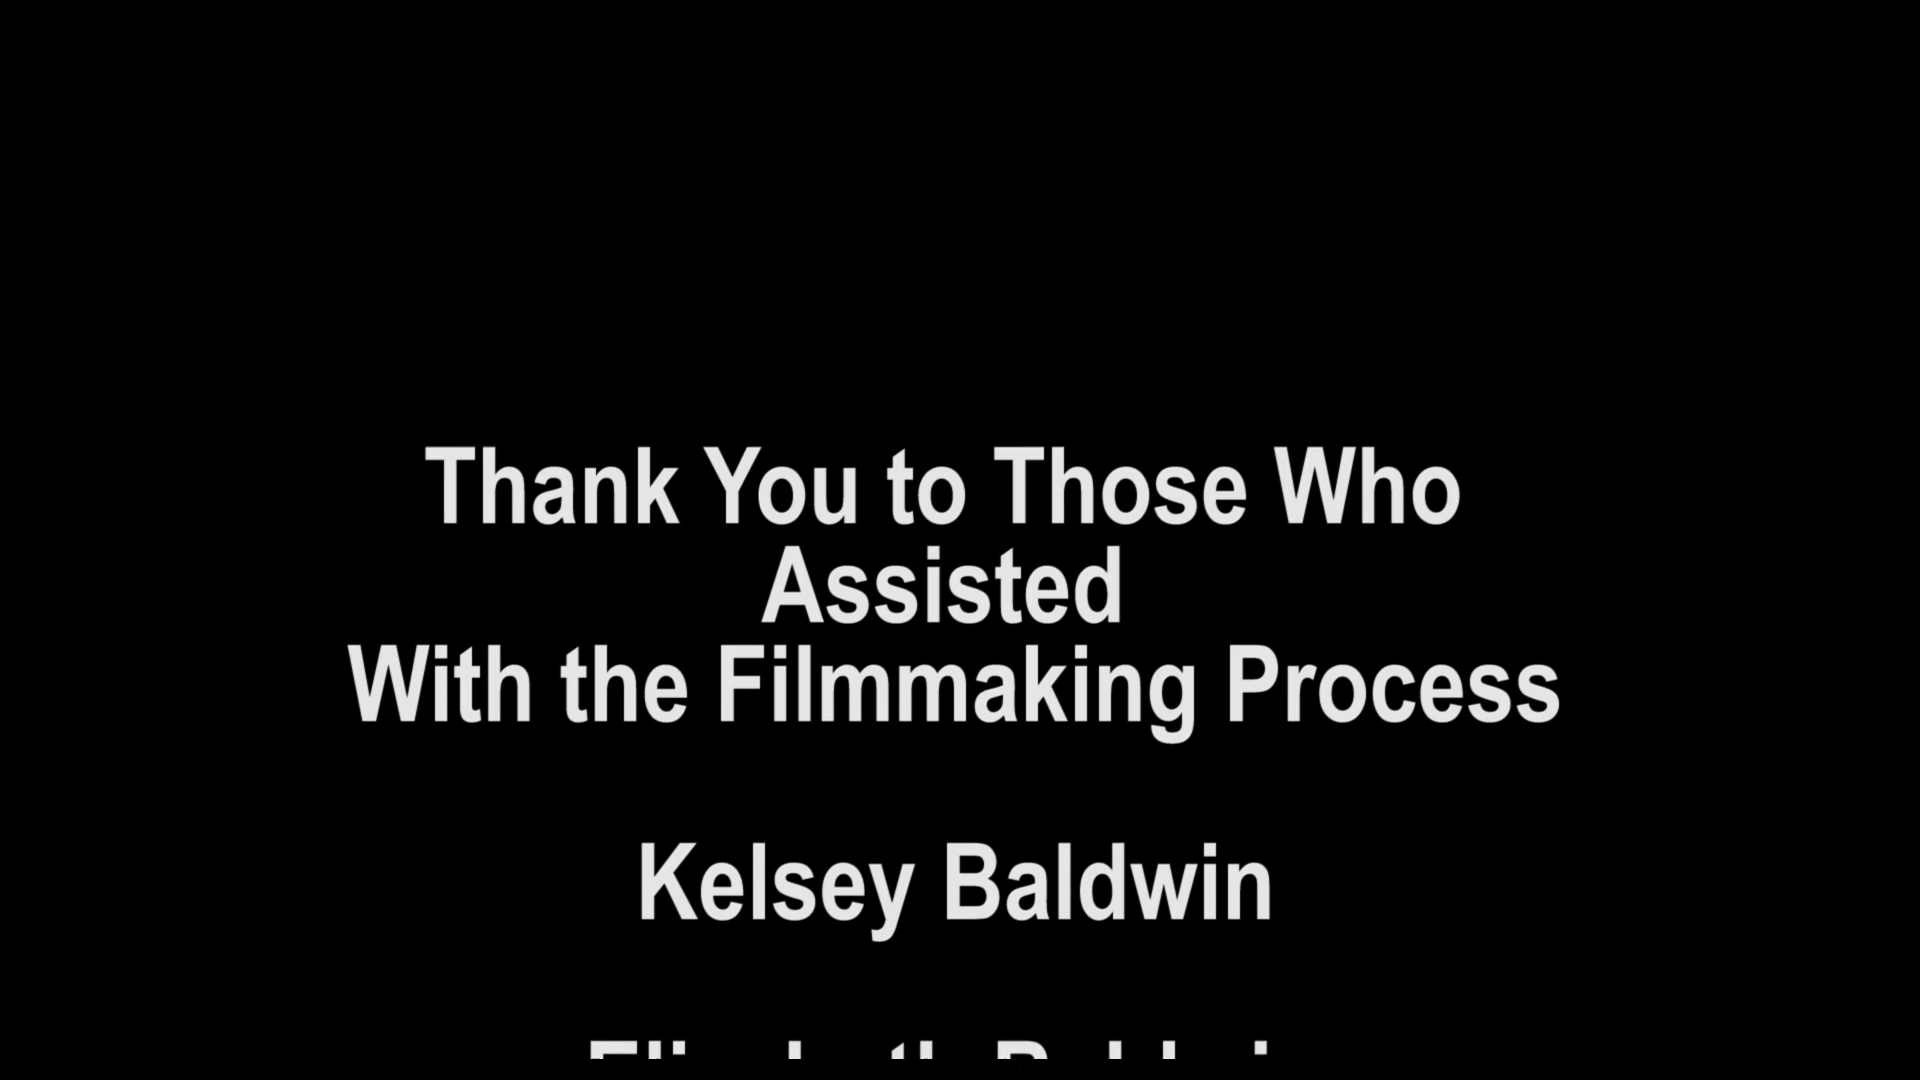 Thank You to Those Who
Assisted
With the Filmmaking Process
Kelsey Baldwin